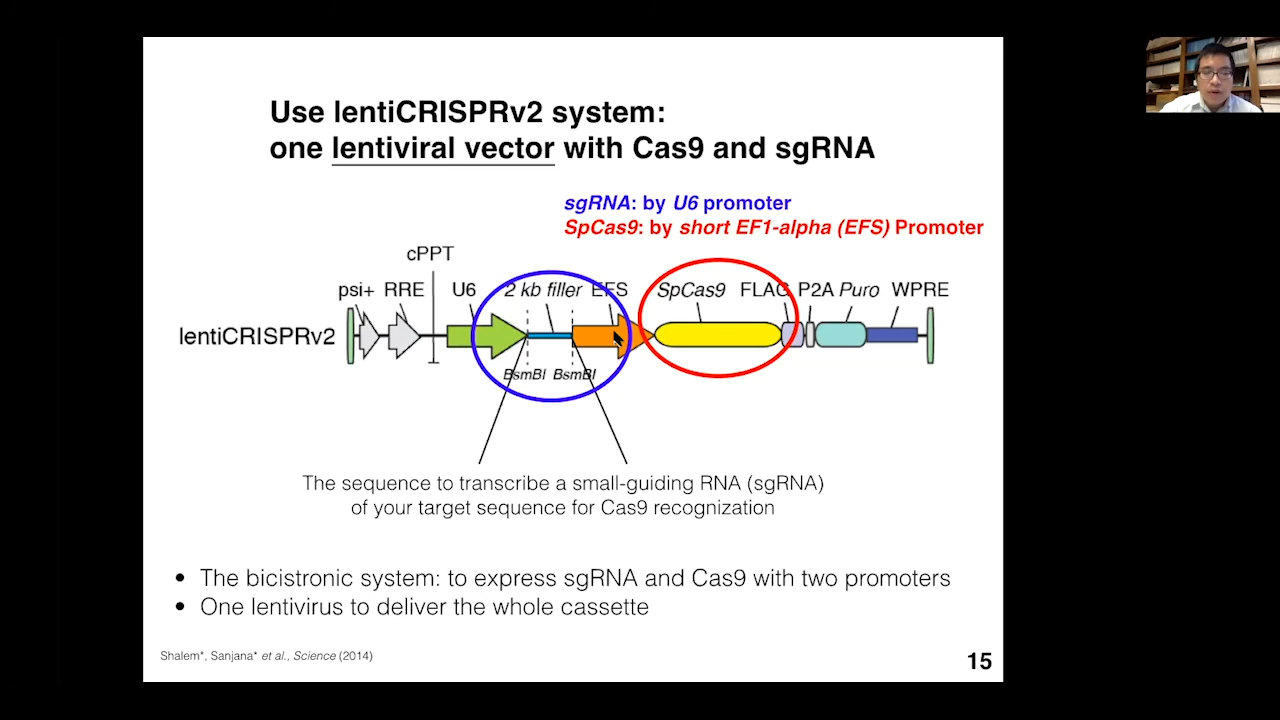 Use lentiCRISPRv2 system:
one lentiviral vector with Cas9 and sgRNA
sgRNA: by U6 promoter
SpCas9: by short EF1-alpha (EFS) Promoter
cPPT
psi+ RRE U6 2 kb filler EFS SpCas9 FLAG P2A Puro WPRE
lentiCRISPRv2
BsmBI BsmBI
The sequence to transcribe a small-guiding RNA (sgRNA)
of your target sequence for Cas9 recognization
• The bicistronic system: to express sgRNA and Cas9 with two promoters
• One lentivirus to deliver the whole cassette
Shalem*, Sanjana* et al., Science (2014)
15